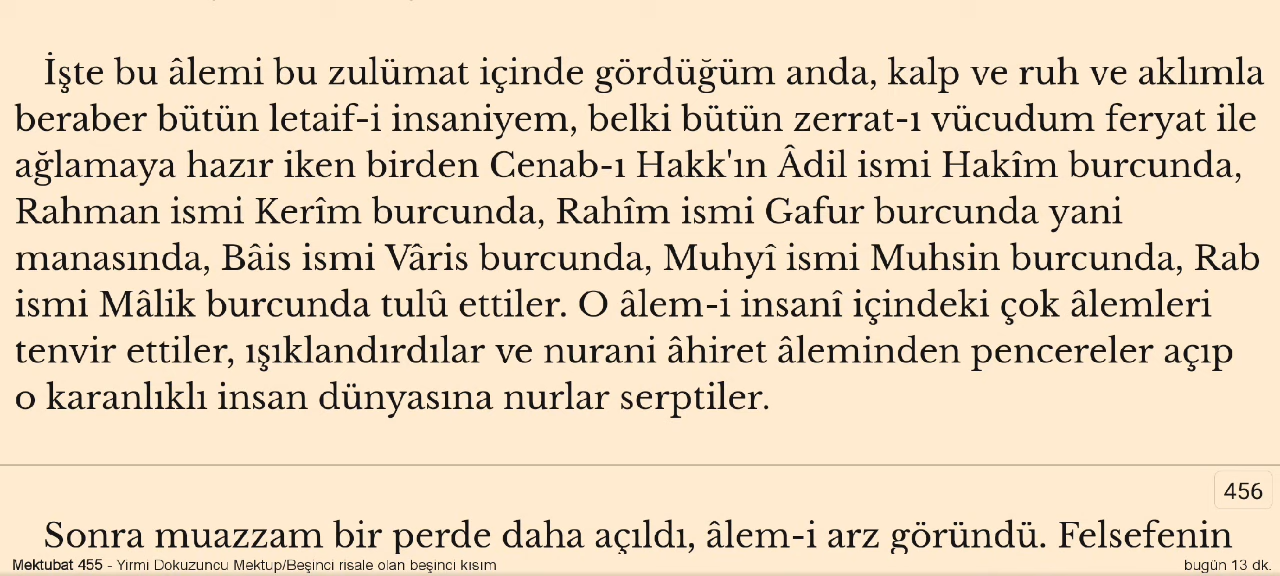 İşte bu âlemi bu zulümat içinde gördüğüm anda, kalp ve ruh ve aklımla
beraber bütün letaif-i insaniyem, belki bütün zerrat-ı vücudum feryat ile
ağlamaya hazır iken birden Cenab-ı Hakk'ın Âdil ismi Hakîm burcunda,
Rahman ismi Kerîm burcunda, Rahîm ismi Gafur burcunda yani
manasında, Bâis ismi Vâris burcunda, Muhyî ismi Muhsin burcunda, Rab
ismi Mâlik burcunda tulû ettiler. O âlem-i insanî içindeki çok âlemleri
tenvir ettiler, ışıklandırdılar ve nurani âhiret âleminden pencereler açıp
o karanlıklı insan dünyasına nurlar serptiler.
456
Sonra muazzam bir perde daha açıldı, âlem-i arz göründü. Felsefenin
Mektubat 455 - Yirmi Dokuzuncu Mektup/Beşinci risale olan beşinci kısım
bugün 13 dk.